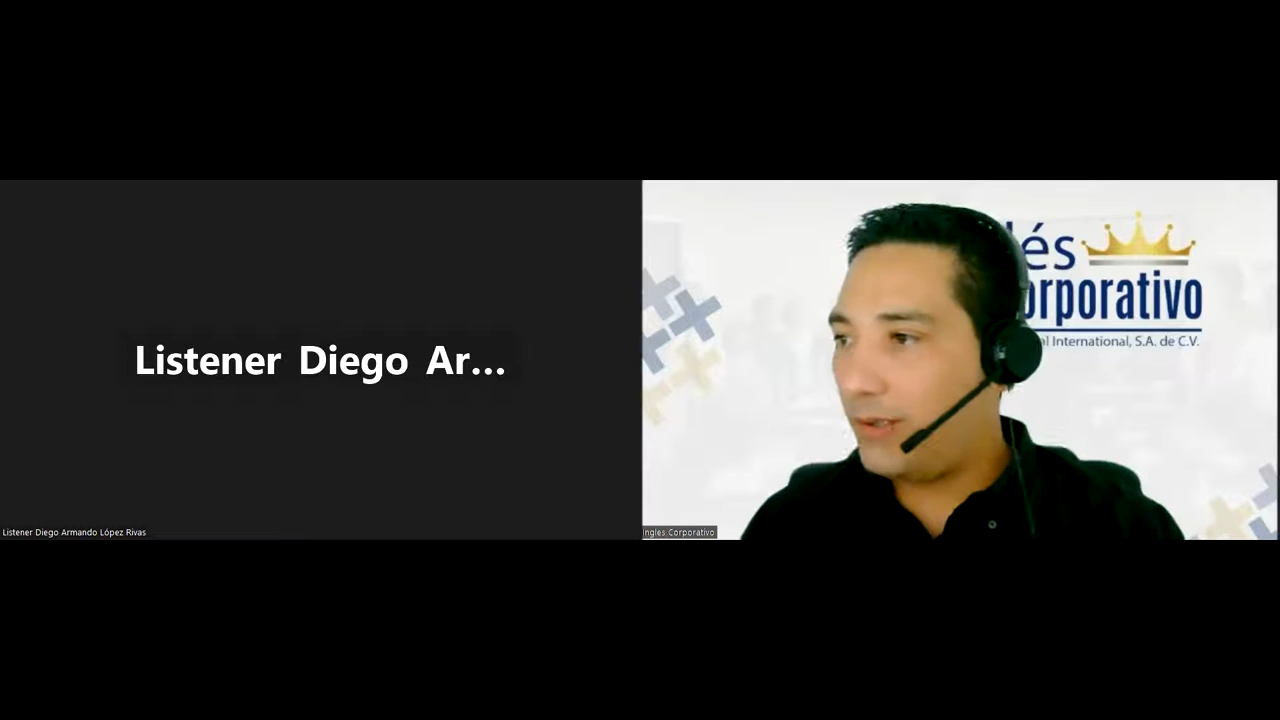 Listener Diego Ar...
lés
orporativo
al International, S.A. de C.V.
Listener Diego Armando López Rivas
Ingles Corporativo